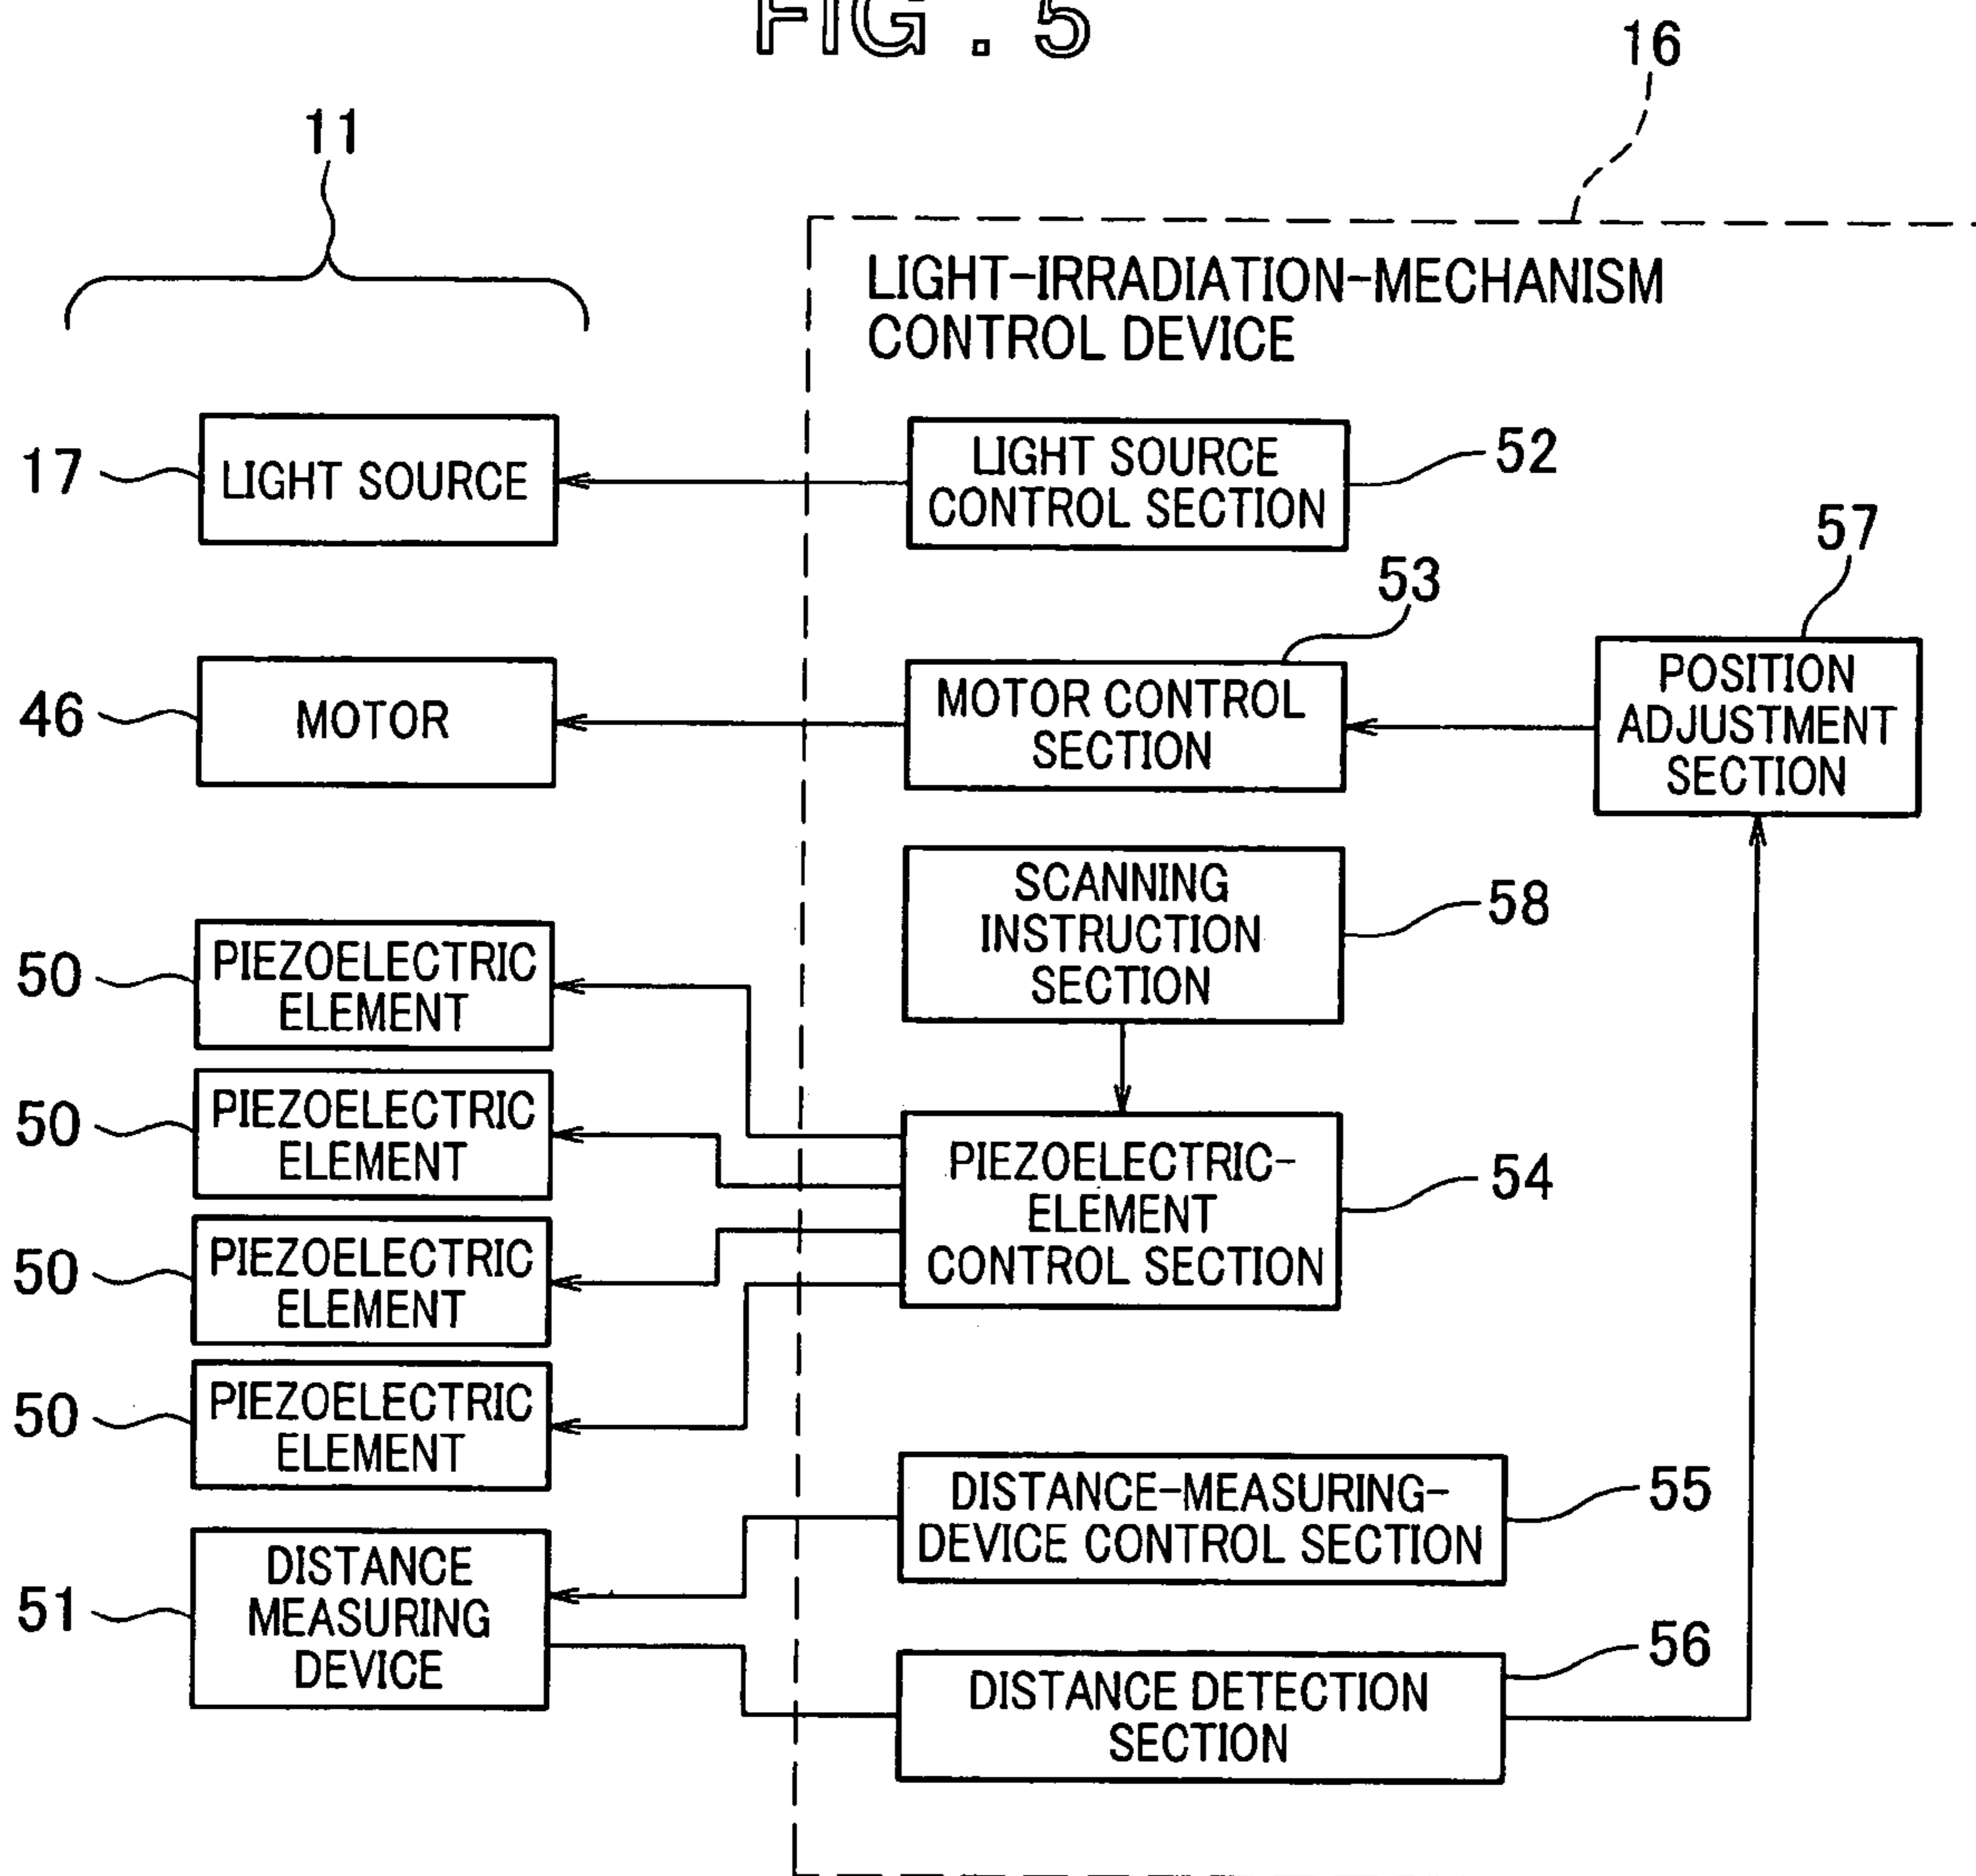 FIG. 5
16
11
LIGHT-IRRADIATION-MECHANISM
CONTROL DEVICE
17
LIGHT SOURCE
LIGHT SOURCE
CONTROL SECTION
52
57
53
46
MOTOR
MOTOR CONTROL
SECTION
POSITION
ADJUSTMENT
SECTION
SCANNING
INSTRUCTION
SECTION
58
50
PIEZOELECTRIC
ELEMENT
50
PIEZOELECTRIC
ELEMENT
PIEZOELECTRIC-
ELEMENT
CONTROL SECTION
54
50
PIEZOELECTRIC
ELEMENT
50
PIEZOELECTRIC
ELEMENT
DISTANCE-MEASURING-
DEVICE CONTROL SECTION
55
51
DISTANCE
MEASURING
DEVICE
DISTANCE DETECTION
SECTION
56